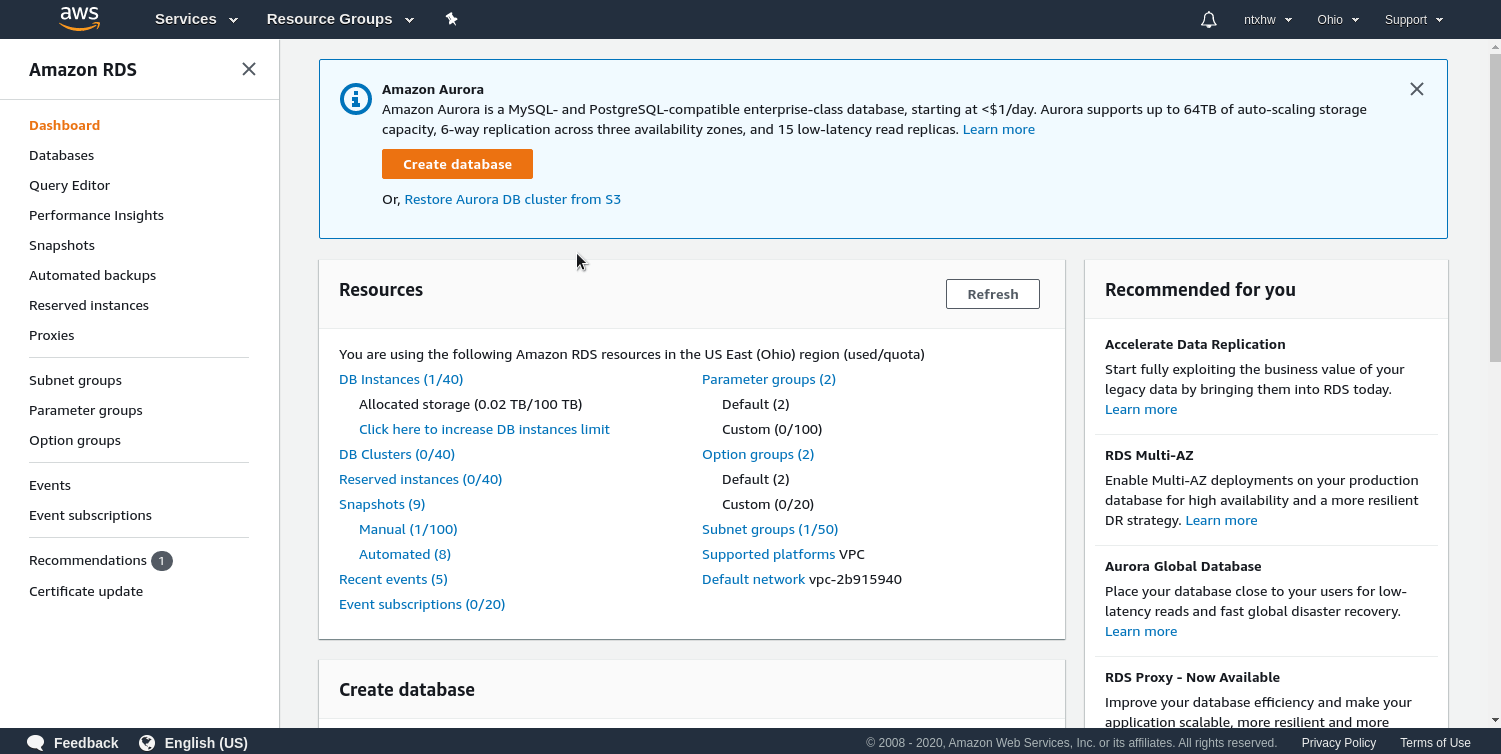 aws
Services
Resource Groups
ntxhw
Ohio
Support
Amazon RDS
Dashboard
Databases
Query Editor
Performance Insights
Snapshots
Automated backups
Reserved instances
Proxies
Subnet groups
Parameter groups
Option groups
Events
Event subscriptions
Recommendations 1
Certificate update
Amazon Aurora
Amazon Aurora is a MySQL- and PostgreSQL-compatible enterprise-class database, starting at <$1/day. Aurora supports up to 64TB of auto-scaling storage
capacity, 6-way replication across three availability zones, and 15 low-latency read replicas. Learn more
Create database
Or, Restore Aurora DB cluster from S3
Resources
Refresh
You are using the following Amazon RDS resources in the US East (Ohio) region (used/quota)
DB Instances (1/40)
Allocated storage (0.02 TB/100 TB)
Click here to increase DB instances limit
DB Clusters (0/40)
Reserved instances (0/40)
Snapshots (9)
Manual (1/100)
Automated (8)
Recent events (5)
Event subscriptions (0/20)
Parameter groups (2)
Default (2)
Custom (0/100)
Option groups (2)
Default (2)
Custom (0/20)
Subnet groups (1/50)
Supported platforms VPC
Default network vpc-2b915940
Create database
Recommended for you
Accelerate Data Replication
Start fully exploiting the business value of your
legacy data by bringing them into RDS today.
Learn more
RDS Multi-AZ
Enable Multi-AZ deployments on your production
database for high availability and a more resilient
DR strategy. Learn more
Aurora Global Database
Place your database close to your users for low-
latency reads and fast global disaster recovery.
Learn more
RDS Proxy - Now Available
Improve your database efficiency and make your
application scalable, more resilient and more
Feedback
English (US)
© 2008 - 2020, Amazon Web Services, Inc. or its affiliates. All rights reserved.
Privacy Policy
Terms of Use